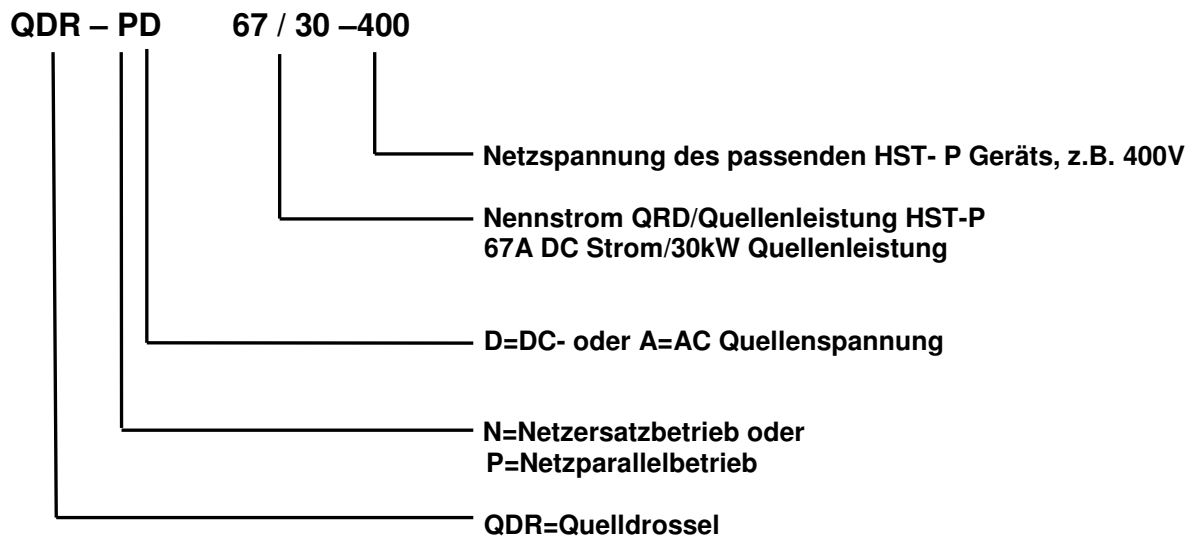 QDR – PD 67 / 30 –400
Netzspannung des passenden HST- P Geräts, z.B. 400V
Nennstrom QRD/Quellenleistung HST-P
67A DC Strom/30kW Quellenleistung
D=DC- oder A=AC Quellenspannung
N=Netzersatzbetrieb oder
P=Netzparallelbetrieb
QDR=Quelldrossel